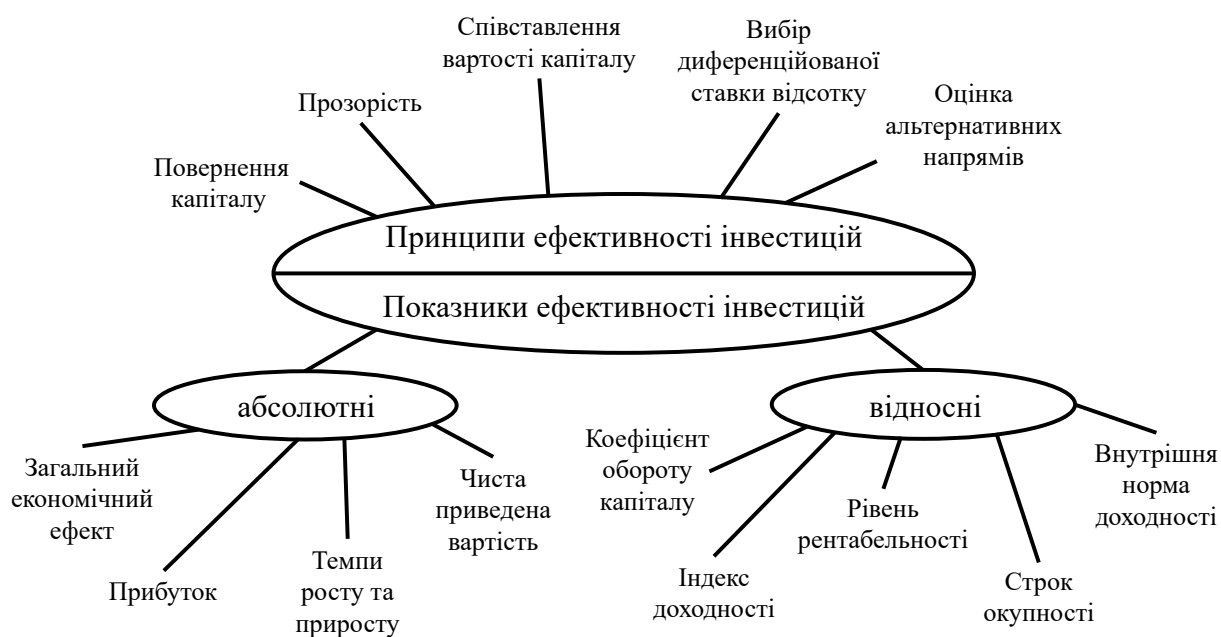 Співставлення
вартості капіталу
Вибір
диференційованої
ставки відсотку
Прозорість
Оцінка
альтернативних
напрямів
Повернення
капіталу
Принципи ефективності інвестицій
Показники ефективності інвестицій
абсолютні
відносні
Загальний
економічний
ефект
Прибуток
Темпи
росту та
приросту
Чиста
приведена
вартість
Коефіцієнт
обороту
капіталу
Індекс
доходності
Рівень
рентабельності
Строк
окупності
Внутрішня
норма
доходності